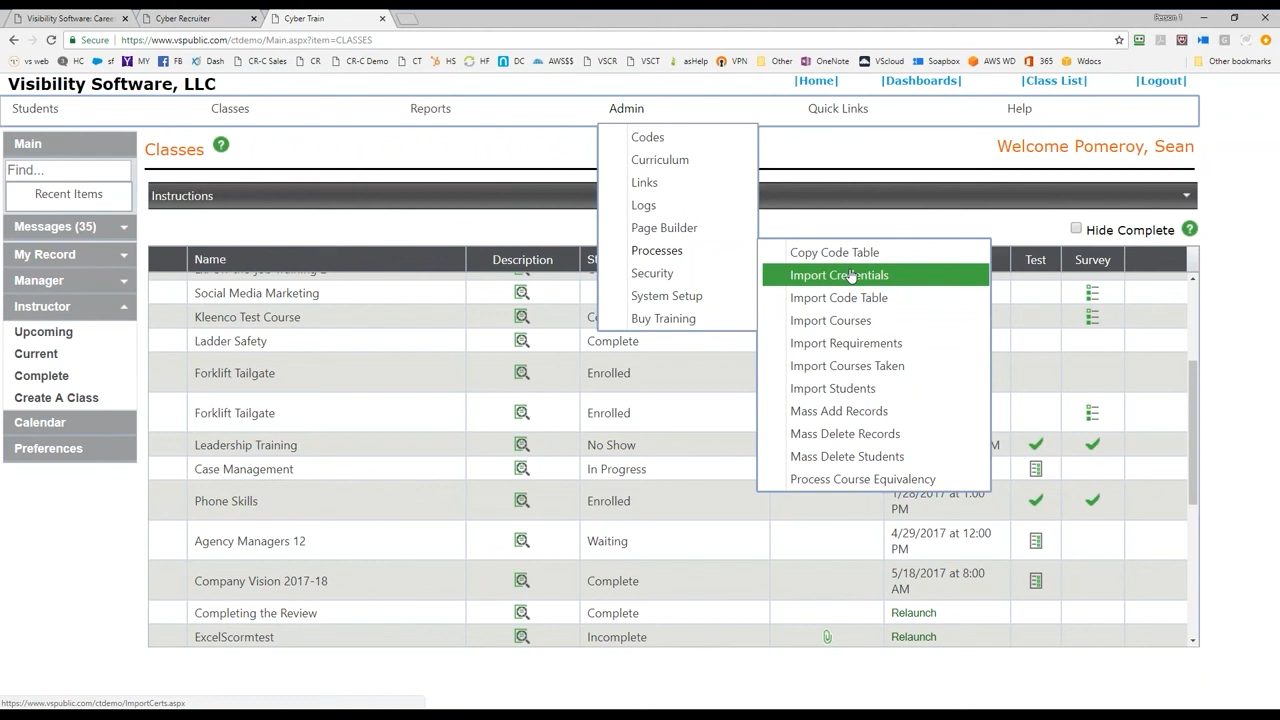 Visibility Software: Caree
Cyber Recruiter
Cyber Train
Person 1
Secure
https://www.vspublic.com/ctdemo/Main.aspx?item=CLASSES
vs web
HC
sf
MY
FB
Dash
CR-C Sales
CR
CR-C Demo
CT
HS
HF
DC
AWS$$
VSCR
VSCT
asHelp
VPN
Other
OneNote
VScloud
Soapbox
AWS WD
365
Wdocs
Other bookmarks
Visibility Software, LLC
|Home|
|Dashboards|
|Class List|
|Logout|
Students
Classes
Reports
Admin
Quick Links
Help
Main
Find...
Recent Items
Messages (35)
My Record
Manager
Instructor
Upcoming
Current
Complete
Create A Class
Calendar
Preferences
Classes
Welcome Pomeroy, Sean
Instructions
Hide Complete
Codes
Curriculum
Links
Logs
Page Builder
Processes
Security
System Setup
Buy Training
Copy Code Table
Import Credentials
Import Code Table
Import Courses
Import Requirements
Import Courses Taken
Import Students
Mass Add Records
Mass Delete Records
Mass Delete Students
Process Course Equivalency
Name
Description
Test
Survey
Social Media Marketing
Kleenco Test Course
Ladder Safety
Complete
Forklift Tailgate
Enrolled
Forklift Tailgate
Enrolled
Leadership Training
No Show
M
Case Management
In Progress
Phone Skills
Enrolled
1/28/2017 at 1:00
PM
Agency Managers 12
Waiting
4/29/2017 at 12:00
PM
Company Vision 2017-18
Complete
5/18/2017 at 8:00
AM
Completing the Review
Complete
Relaunch
ExcelScormtest
Incomplete
Relaunch
https://www.vspublic.com/ctdemo/ImportCerts.aspx